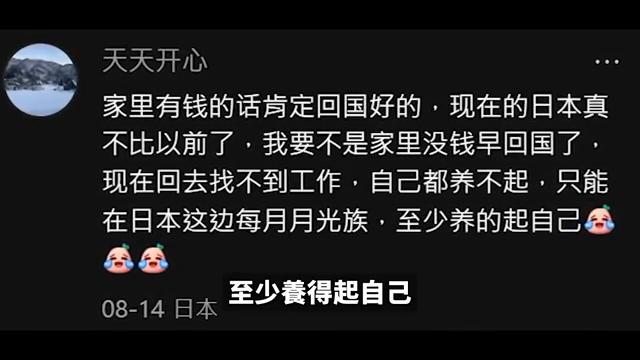 天天开心
家里有钱的话肯定回国好的，现在的日本真
不比以前了，我要不是家里没钱早回国了，
现在回去找不到工作，自己都养不起，只能
在日本这边每月月光族，至少养的起自己
至少養得起自己
08-14 日本